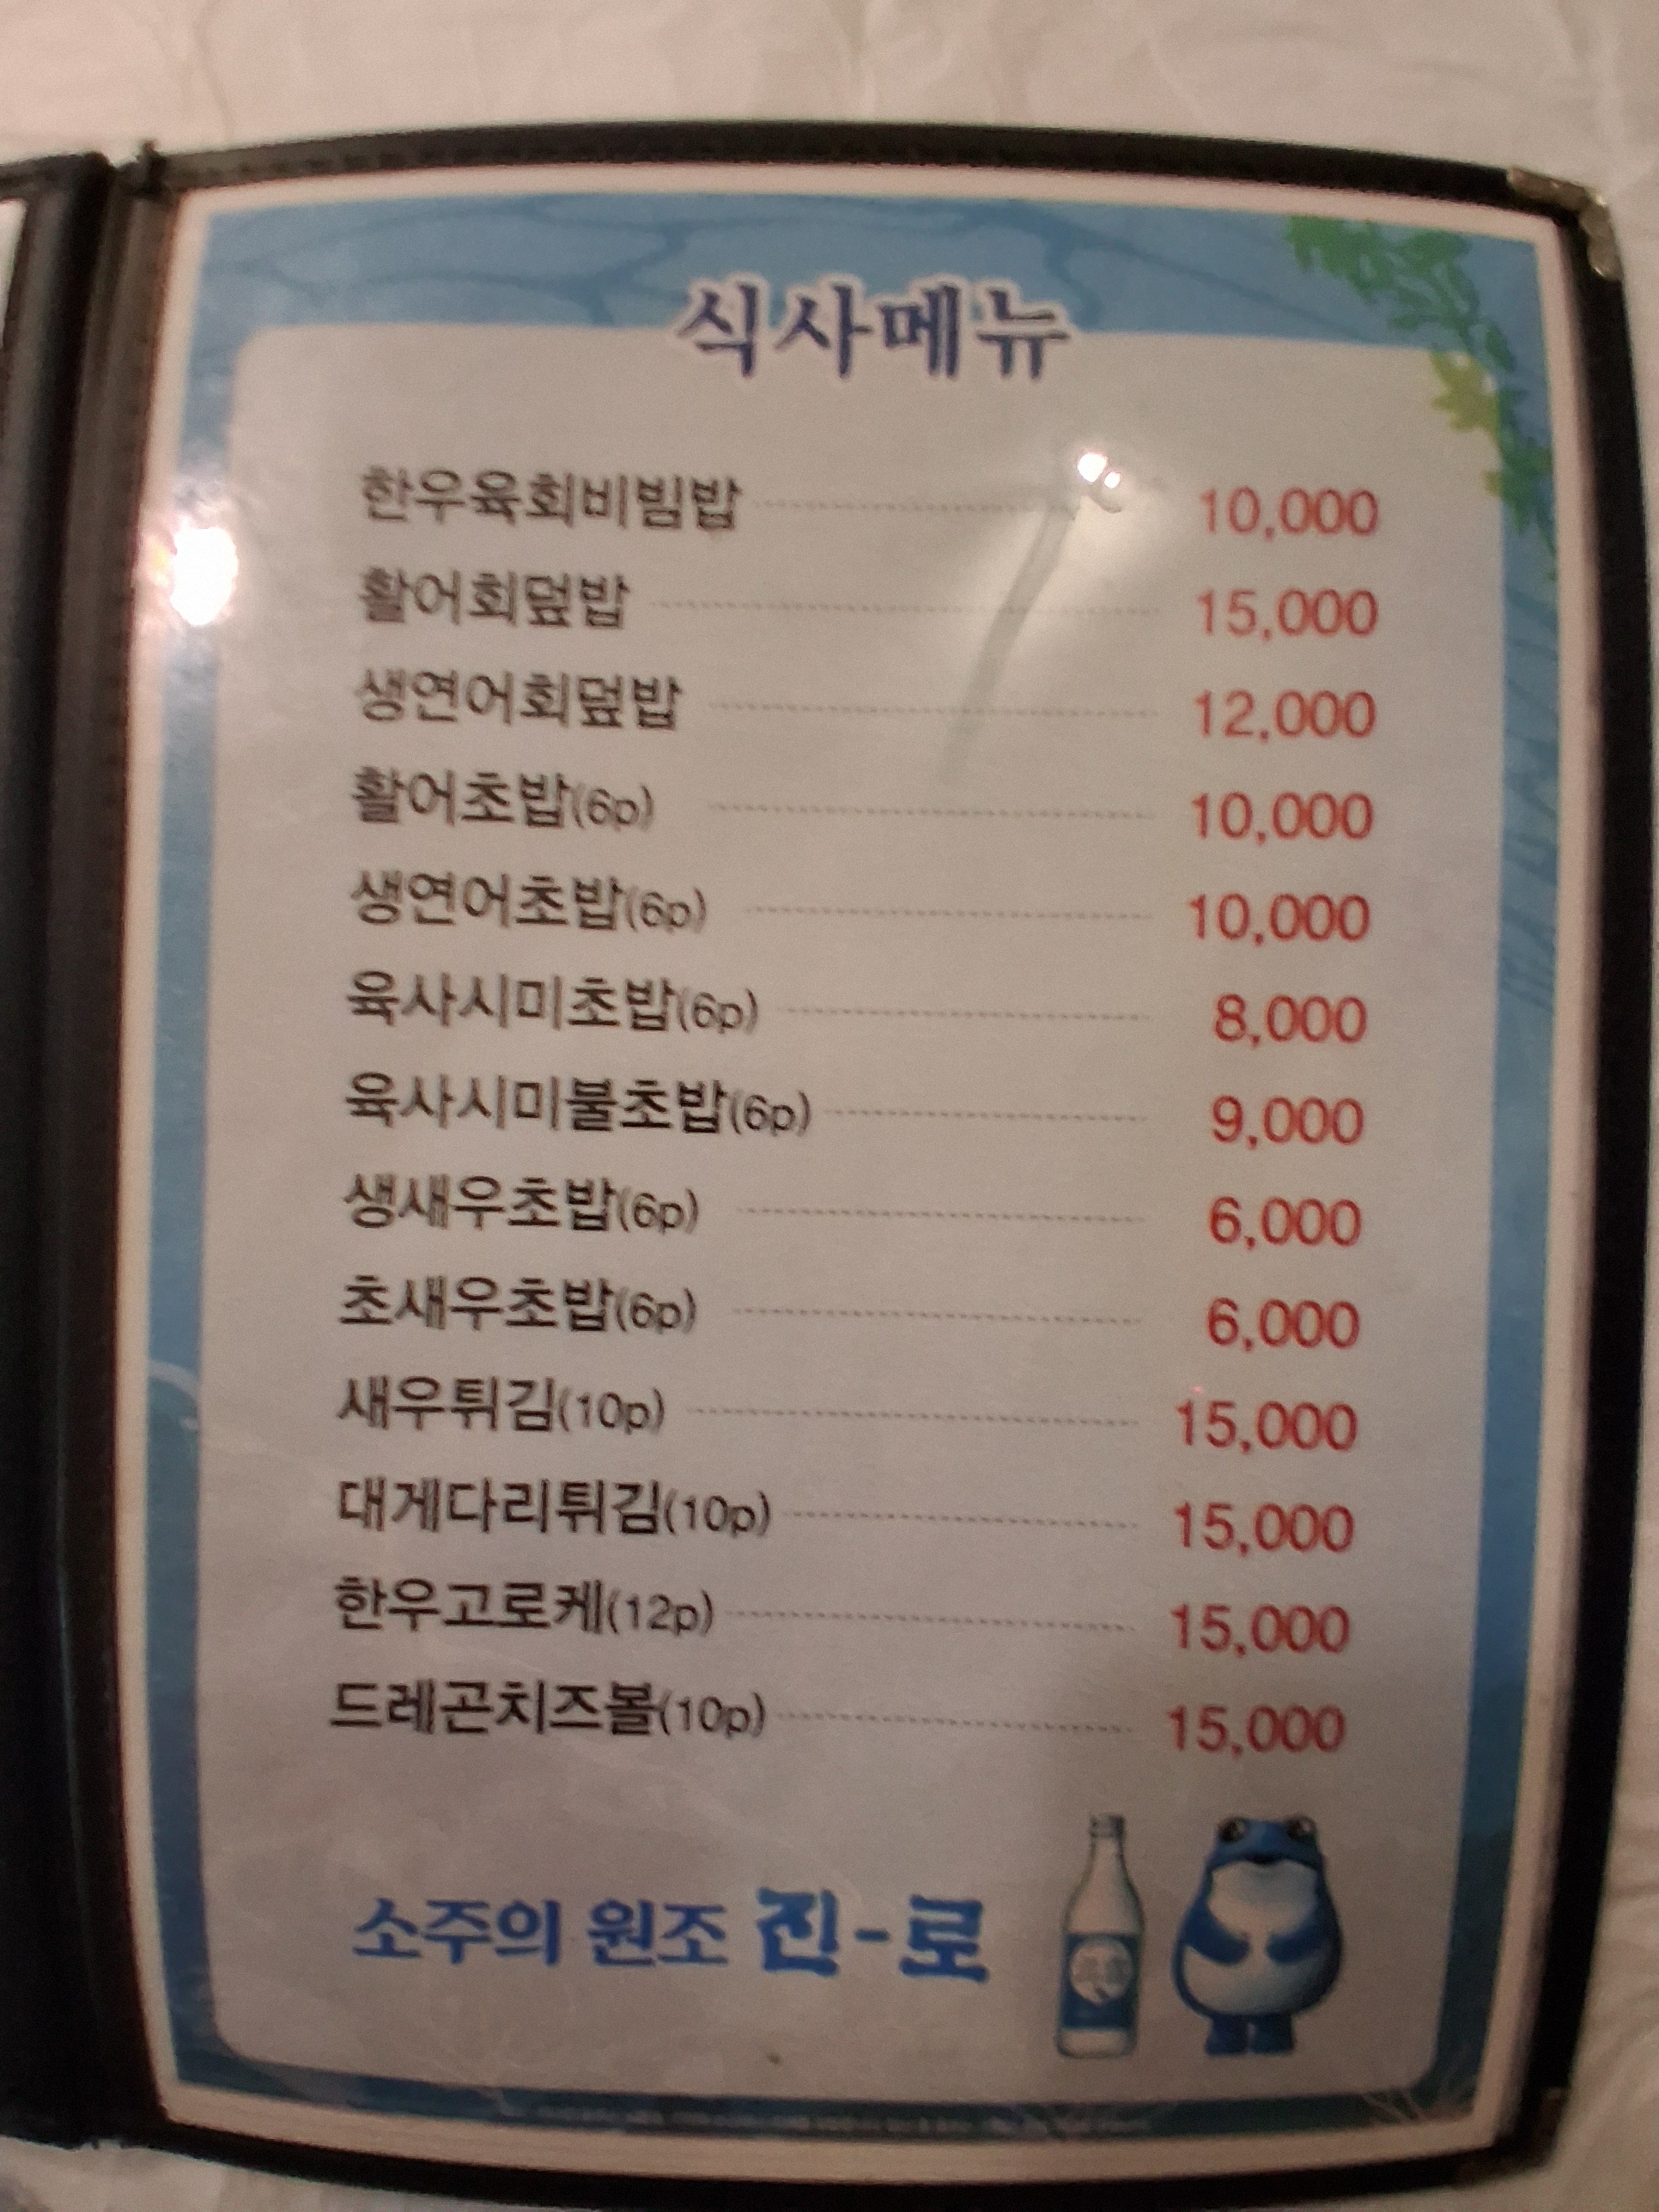 식사메뉴
한우육회비빔밥 10,000
활어회덮밥 15,000
생연어회덮밥 12,000
활어초밥(6p) 10,000
생연어초밥(6p) 10,000
육사시미초밥(6p) 8,000
육사시미불초밥(6p) 9,000
생새우초밥(6p) 6,000
초새우초밥(6p) 6,000
새우튀김(10p) 15,000
대게다리튀김(10p) 15,000
한우고로케(12p) 15,000
드레곤치즈볼(10p) 15,000
소주의 원조 진-로